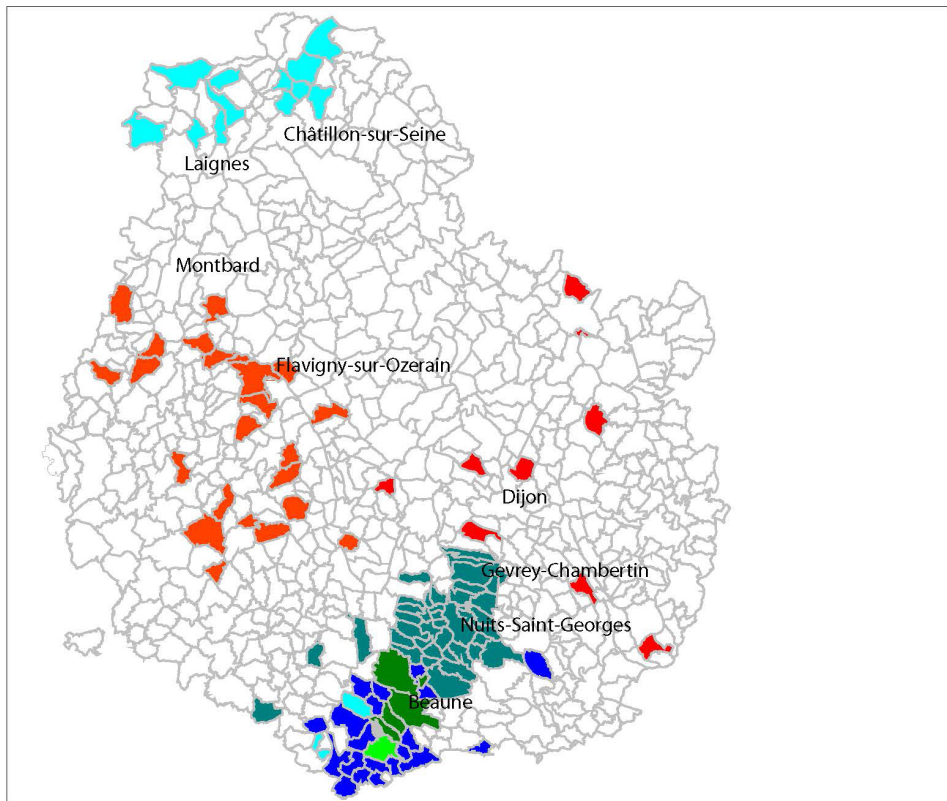 Châtillon-sur-Seine
Laignes
Montbard
Flavigny-sur-Ozerain
Dijon
Gevrey-Chambertin
Nuits-Saint-Georges
Beaune